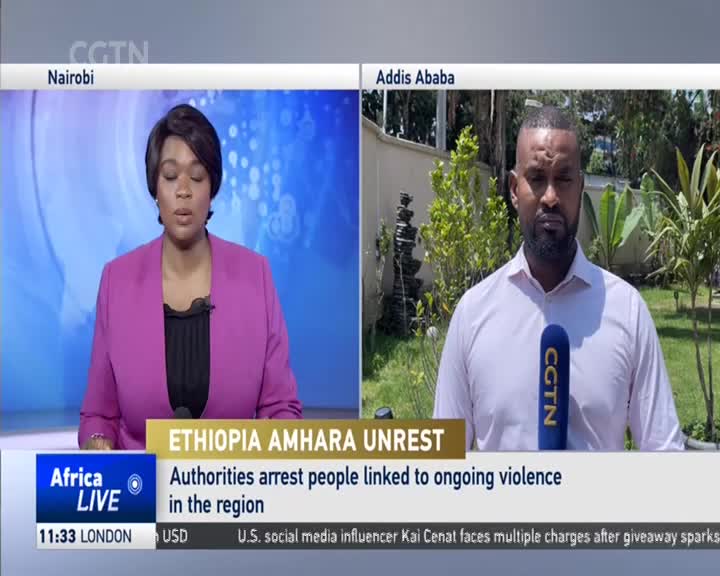 CGTN
Nairobi
Addis Ababa
CGTN
ETHIOPIA AMHARA UNREST
Authorities arrest people linked to ongoing violence
in the region
Africa
LIVE
11:33 LONDON
USD
U.S. social media influencer Kai Cenat faces multiple charges after giveaway sparks